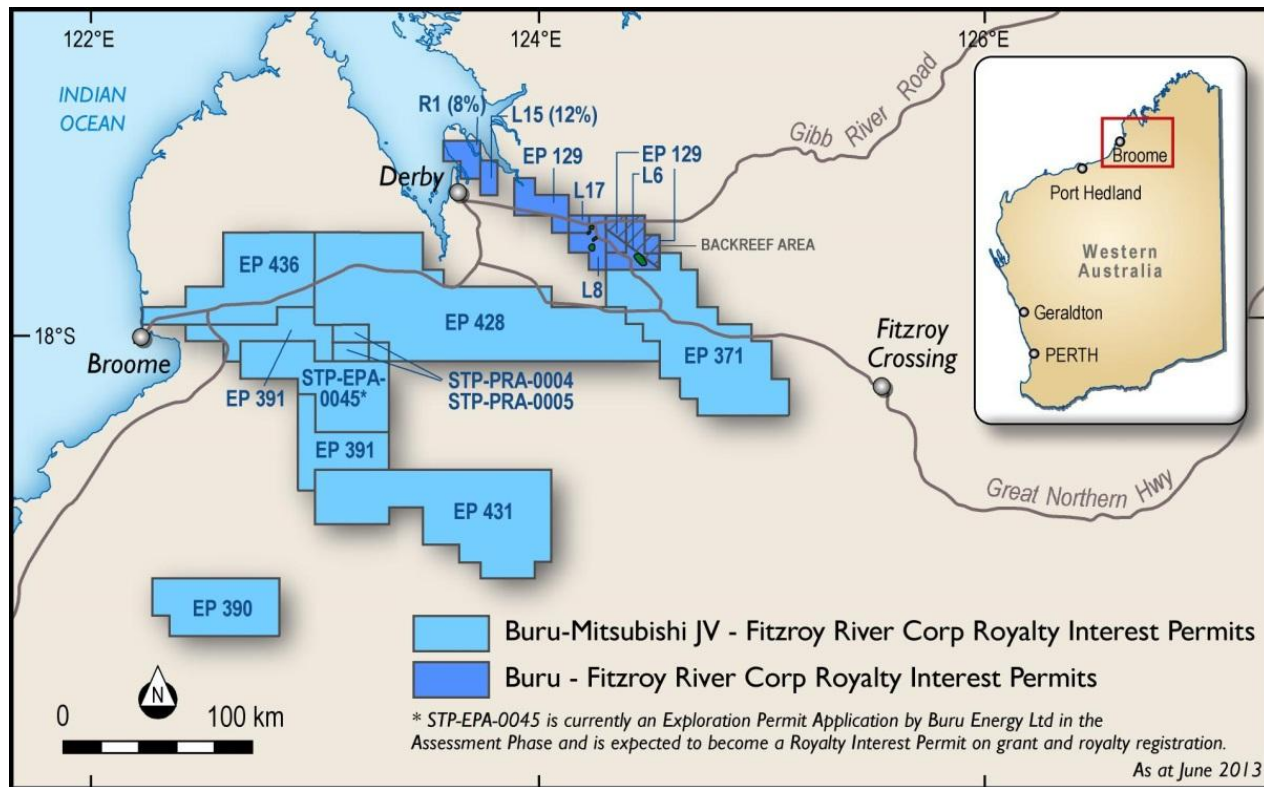 122°E
124°E
126°E
INDIAN
OCEAN
R1 (8%)
L15 (12%)
Gibb River Road
EP 129
EP 129
L6
L17
Derby
BACKREEF AREA
L8
EP 436
EP 428
18°S
Broome
EP 371
Fitzroy
Crossing
EP 391
STP-EPA-
0045*
STP-PRA-0004
STP-PRA-0005
EP 391
EP 431
Great Northern Hwy
EP 390
Broome
Port Hedland
Western
Australia
Geraldton
PERTH
Buru-Mitsubishi JV - Fitzroy River Corp Royalty Interest Permits
Buru - Fitzroy River Corp Royalty Interest Permits
N
0 100 km
* STP-EPA-0045 is currently an Exploration Permit Application by Buru Energy Ltd in the
Assessment Phase and is expected to become a Royalty Interest Permit on grant and royalty registration.
As at June 2013